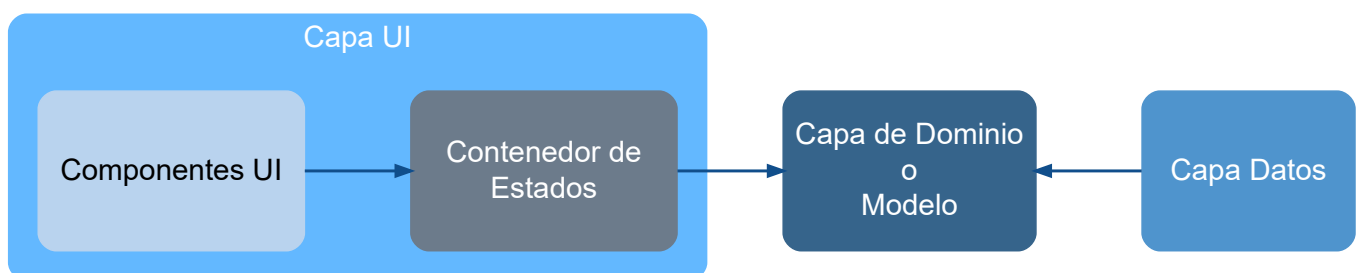 Capa UI
Componentes UI
Contenedor de
Estados
Capa de Dominio
o
Modelo
Capa Datos